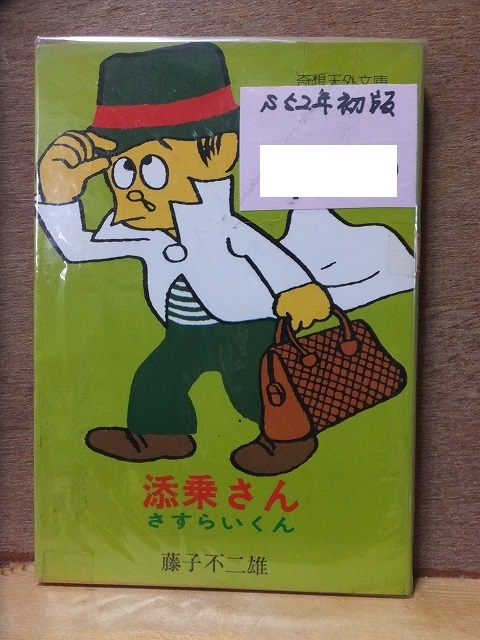 奇想天外文庫
S52年初版
添乗さん
さすらいくん
藤子不二雄